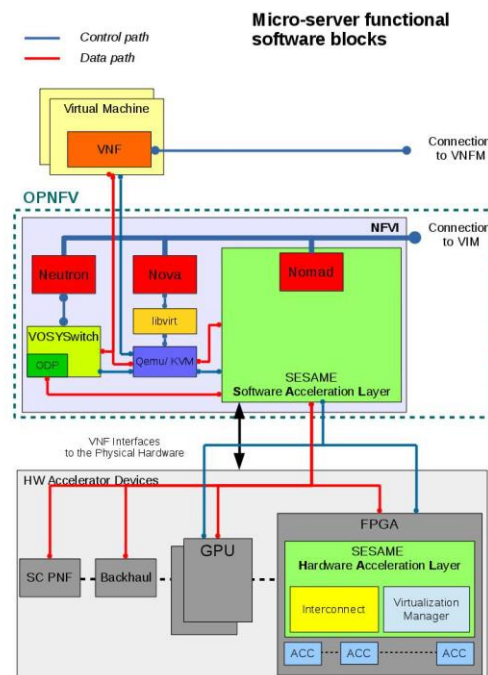 Micro-server functional
software blocks
Control path
Data path
Virtual Machine
VNF
Connection
to VNFM
OPNFV
NFVI
Connection
to VIM
Neutron
Nova
Nomad
libvirt
VOSYSwitch
ODP
Qemu/ KVM
SESAME
Software Acceleration Layer
VNF Interfaces
to the Physical Hardware
HW Accelerator Devices
FPGA
SC PNF
Backhaul
GPU
SESAME
Hardware Acceleration Layer
Interconnect
Virtualization
Manager
ACC
ACC
ACC